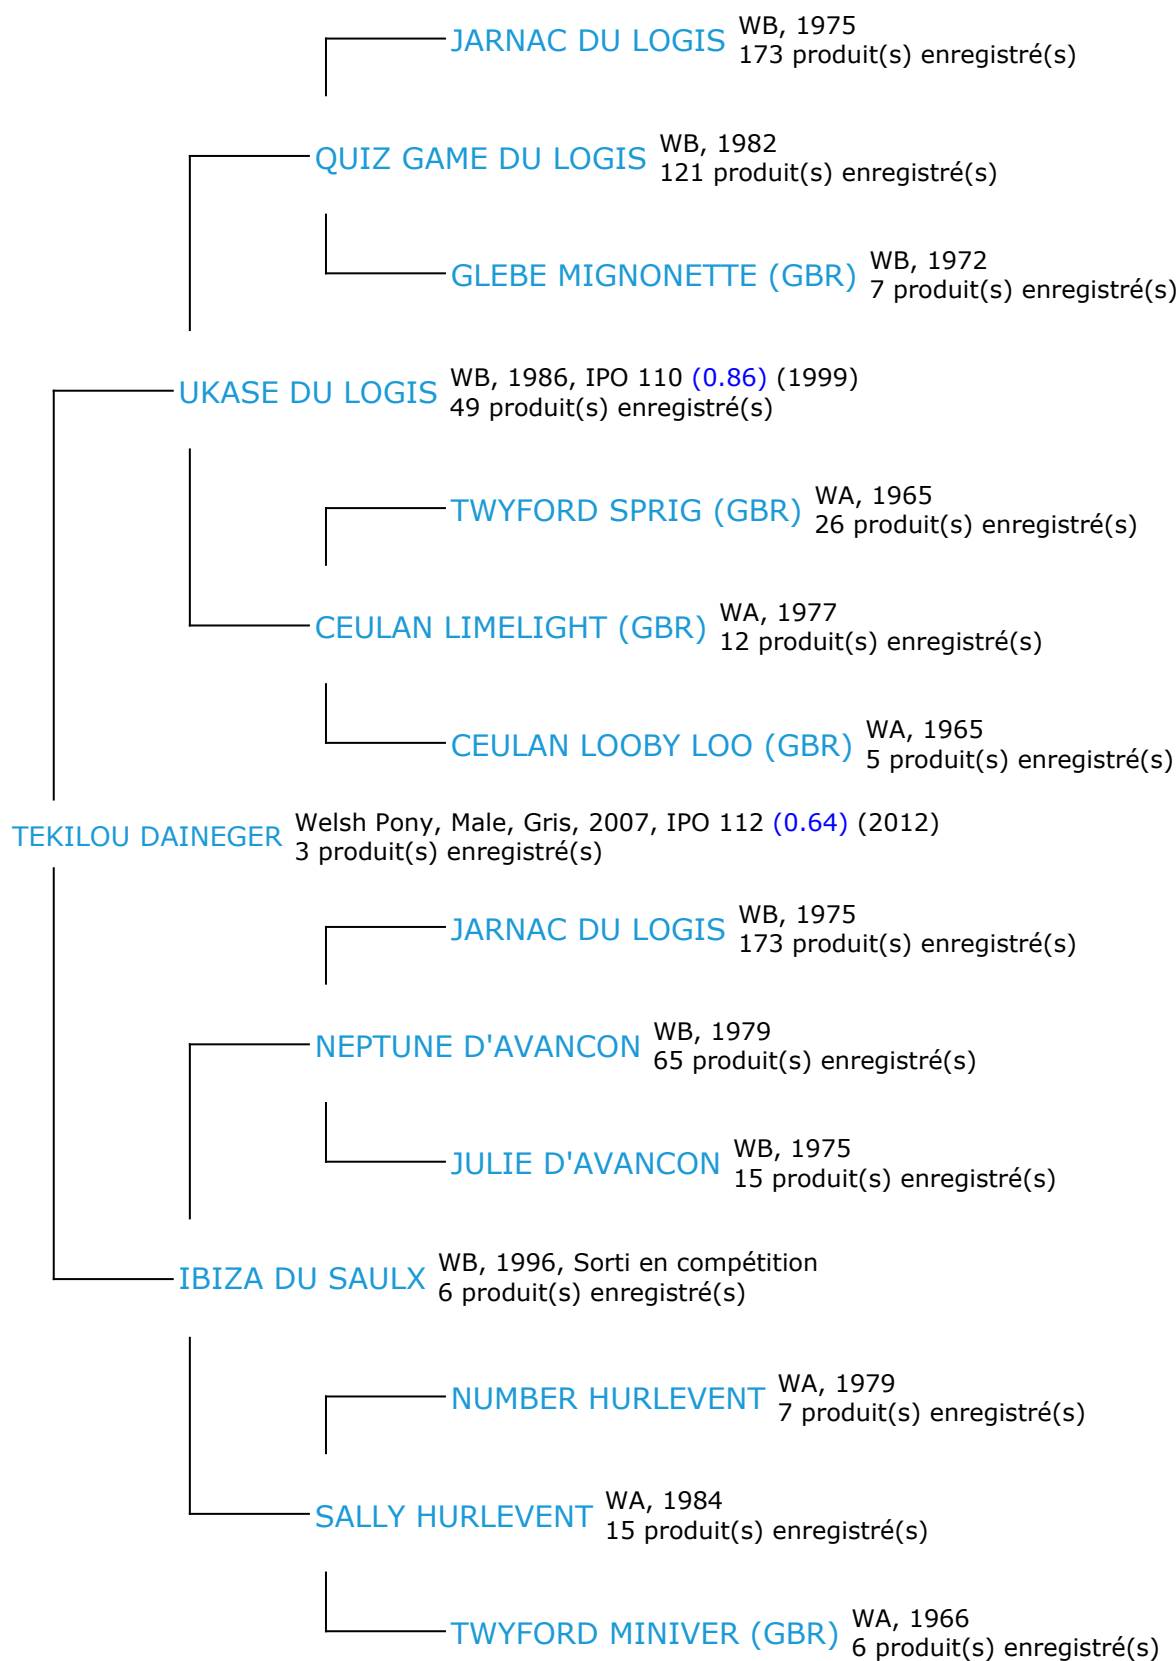 JARNAC DU LOGIS
WB, 1975
173 produit(s) enregistré(s)
QUIZ GAME DU LOGIS
WB, 1982
121 produit(s) enregistré(s)
GLEBE MIGNONETTE (GBR)
WB, 1972
7 produit(s) enregistré(s)
UKASE DU LOGIS
WB, 1986, IPO 110 (0.86) (1999)
49 produit(s) enregistré(s)
TWYFORD SPRIG (GBR)
WA, 1965
26 produit(s) enregistré(s)
CEULAN LIMELIGHT (GBR)
WA, 1977
12 produit(s) enregistré(s)
CEULAN LOOBY LOO (GBR)
WA, 1965
5 produit(s) enregistré(s)
TEKILOU DAINEGER
Welsh Pony, Male, Gris, 2007, IPO 112 (0.64) (2012)
3 produit(s) enregistré(s)
JARNAC DU LOGIS
WB, 1975
173 produit(s) enregistré(s)
NEPTUNE D'AVANCON
WB, 1979
65 produit(s) enregistré(s)
JULIE D'AVANCON
WB, 1975
15 produit(s) enregistré(s)
IBIZA DU SAULX
WB, 1996, Sorti en compétition
6 produit(s) enregistré(s)
NUMBER HURLEVENT
WA, 1979
7 produit(s) enregistré(s)
SALLY HURLEVENT
WA, 1984
15 produit(s) enregistré(s)
TWYFORD MINIVER (GBR)
WA, 1966
6 produit(s) enregistré(s)